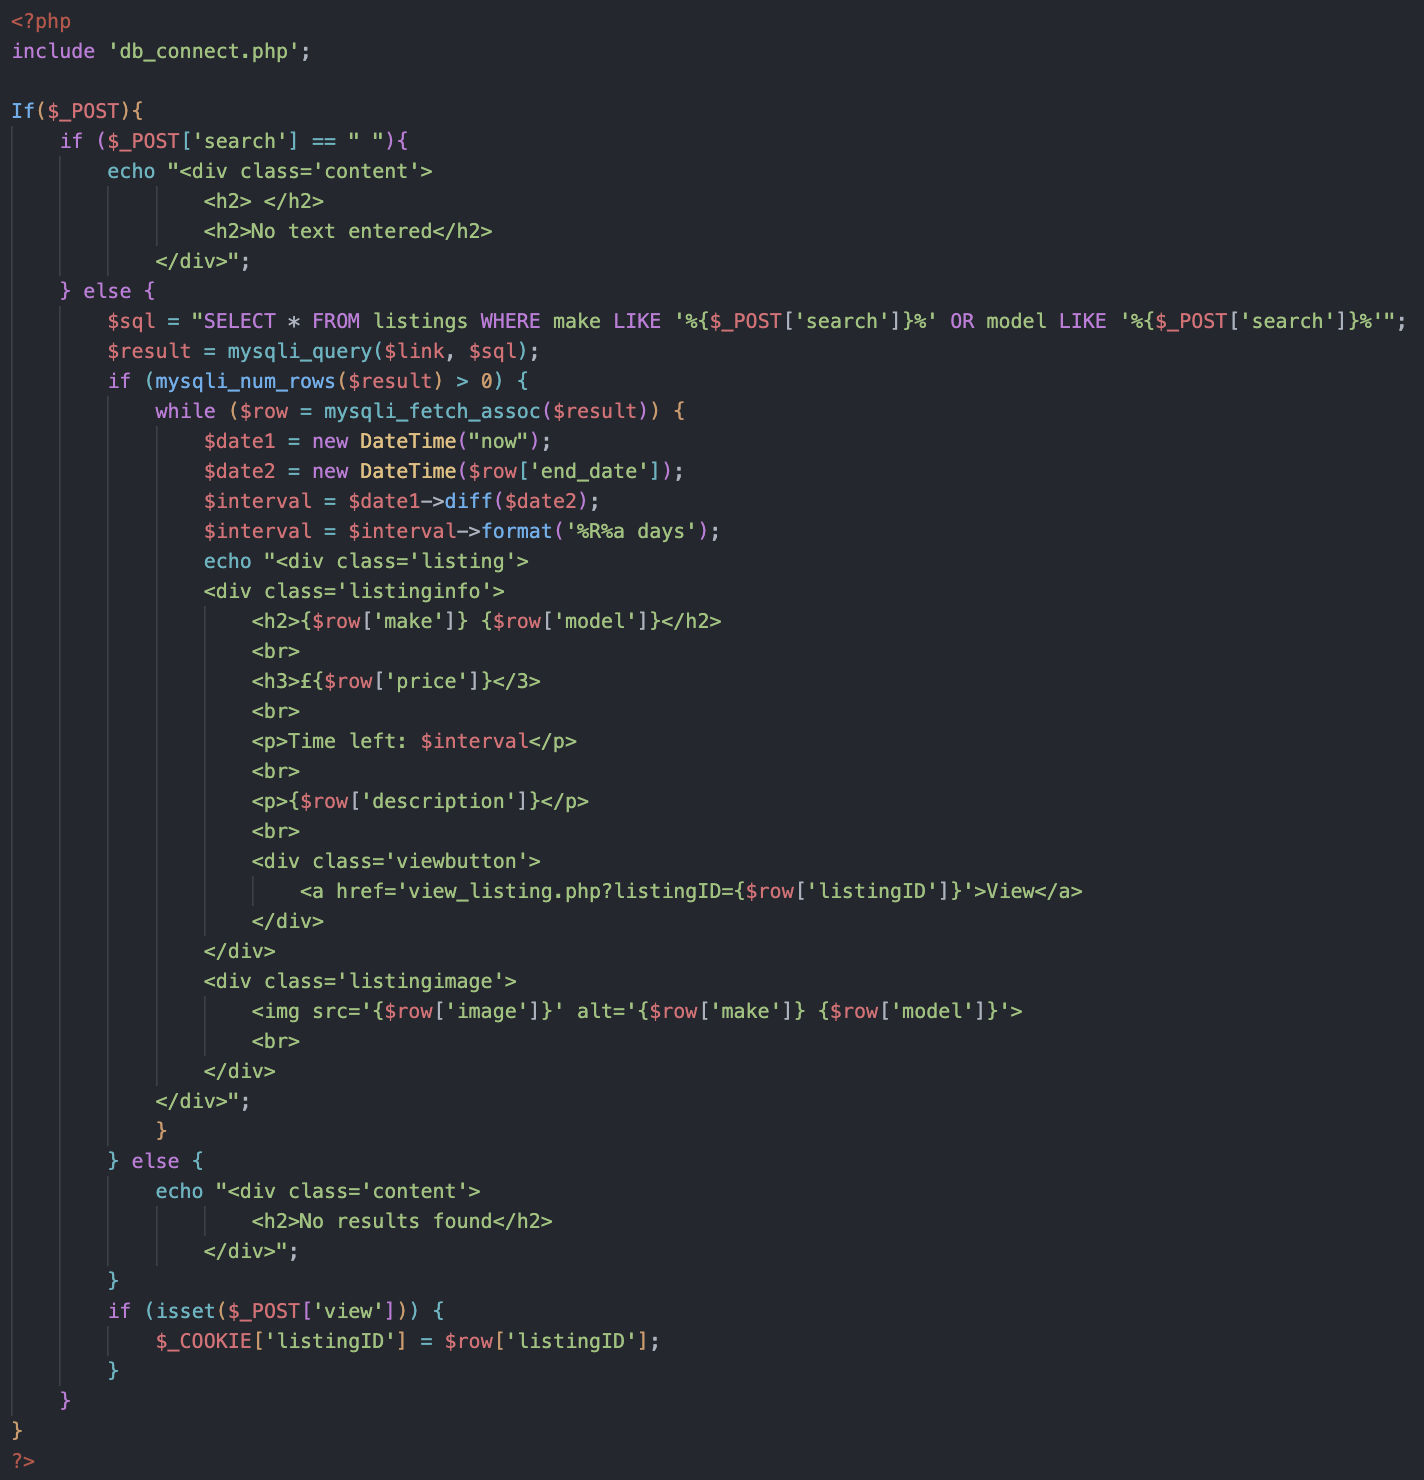 <?php
include 'db_connect.php';
If($_POST){
if ($_POST['search'] == " "){
echo "<div class='content'>
<h2> </h2>
<h2>No text entered</h2>
</div>";
} else {
$sql = "SELECT * FROM listings WHERE make LIKE '%{$_POST['search']}%' OR model LIKE '%{$_POST['search']}%'";
$result = mysqli_query($link, $sql);
if (mysqli_num_rows($result) > 0) {
while ($row = mysqli_fetch_assoc($result)) {
$date1 = new DateTime("now");
$date2 = new DateTime($row['end_date']);
$interval = $date1->diff($date2);
$interval = $interval->format('%R%a days');
echo "<div class='listing'>
<div class='listinginfo'>
<h2>{$row['make']} {$row['model']}</h2>
<br>
<h3>£{$row['price']}</3>
<br>
<p>Time left: $interval</p>
<br>
<p>{$row['description']}</p>
<br>
<div class='viewbutton'>
<a href='view_listing.php?listingID={$row['listingID']}'>View</a>
</div>
</div>
<div class='listingimage'>
<img src='{$row['image']}' alt='{$row['make']} {$row['model']}'>
<br>
</div>
</div>";
}
} else {
echo "<div class='content'>
<h2>No results found</h2>
</div>";
}
if (isset($_POST['view'])) {
$_COOKIE['listingID'] = $row['listingID'];
}
}
}
?>